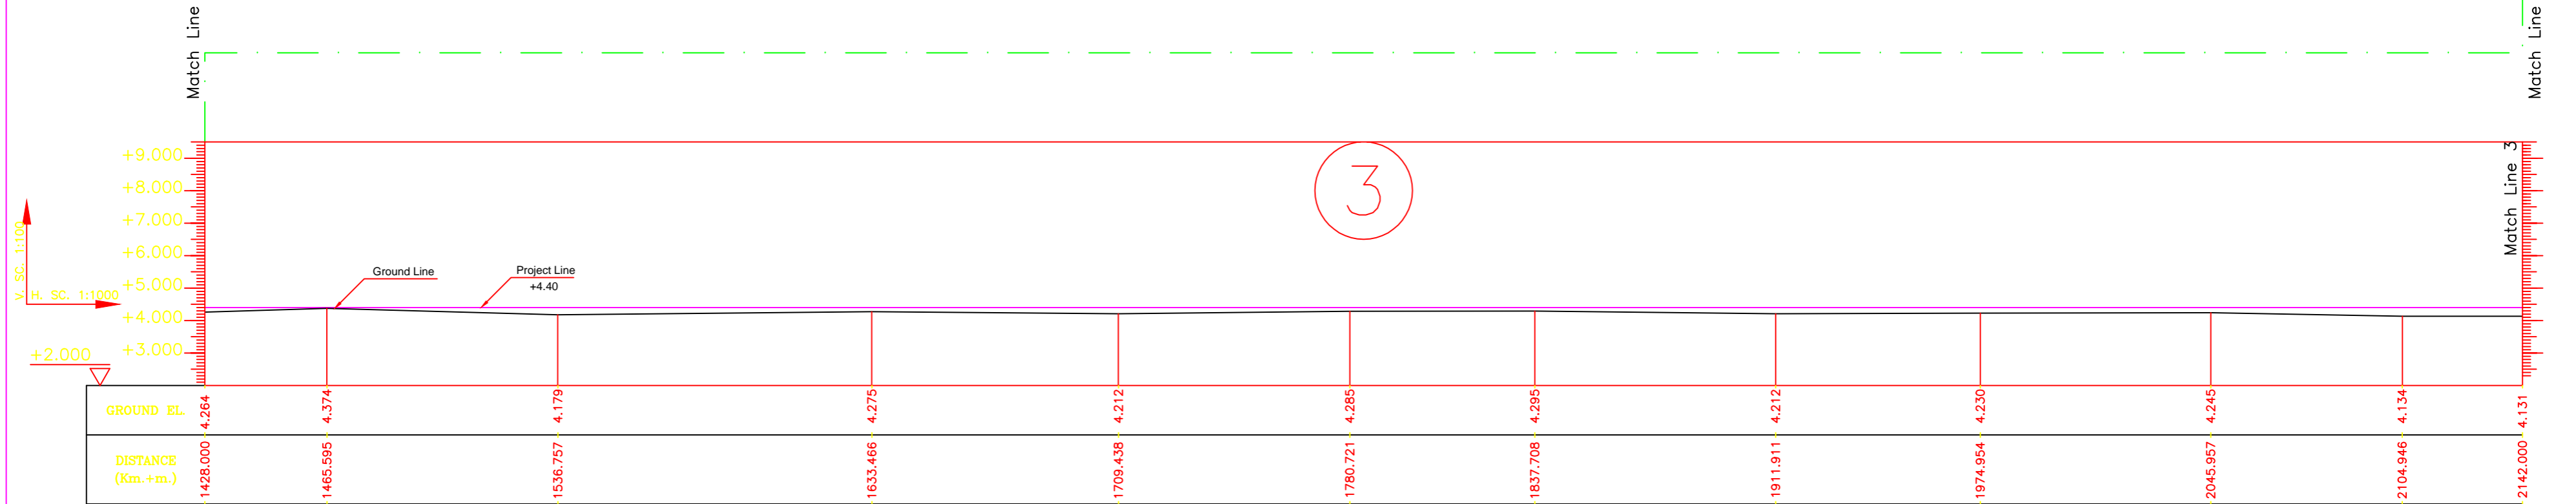 Match Line
Match Line
+9.000
+8.000
+7.000
+6.000
+5.000
+4.000
+3.000
+2.000
3
Match Line 3
V. SC. 1:100
H. SC. 1:1000
Ground Line
Project Line
+4.40
GROUND EL. 4.264 4.374 4.179 4.275 4.212 4.285 4.295 4.212 4.230 4.245 4.134 4.131
DISTANCE
(Km.+m.)
1428.000 1465.595 1536.757 1633.466 1709.438 1780.721 1837.708 1911.911 1974.954 2045.957 2104.946 2142.000